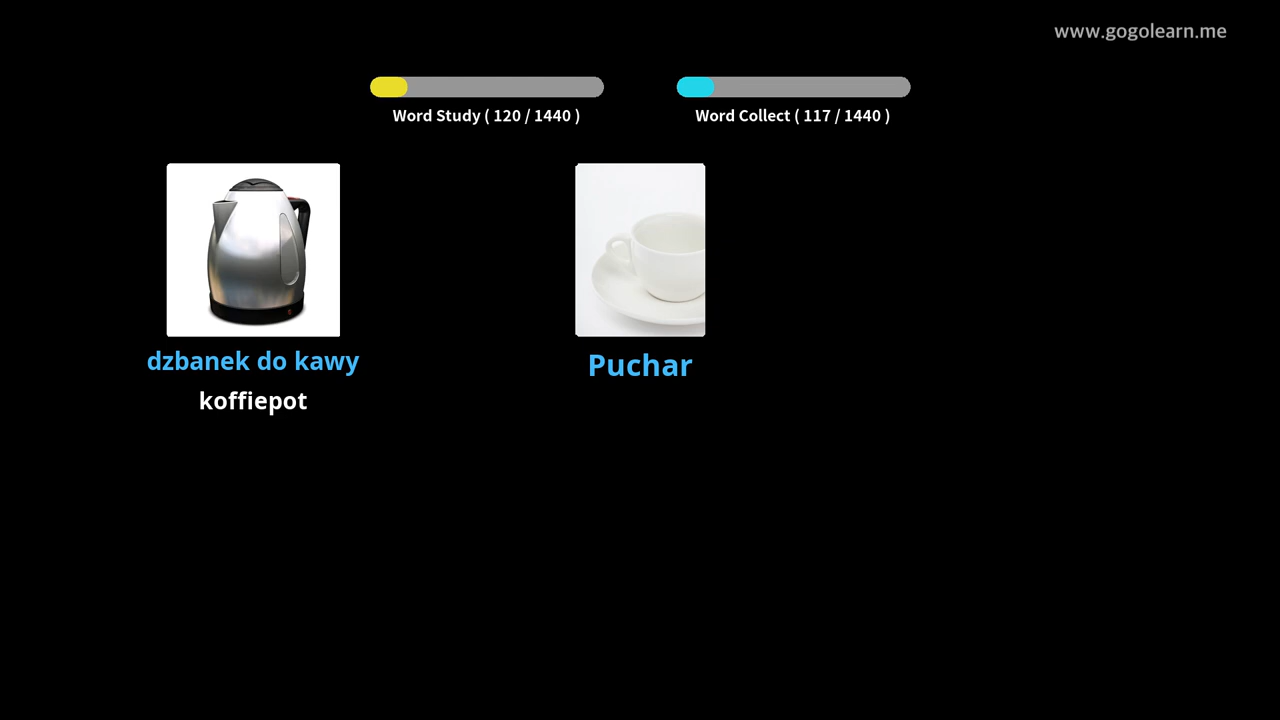 www.gogolearn.me
Word Study ( 120 / 1440 )
Word Collect ( 117 / 1440 )
dzbanek do kawy
koffiepot
Puchar